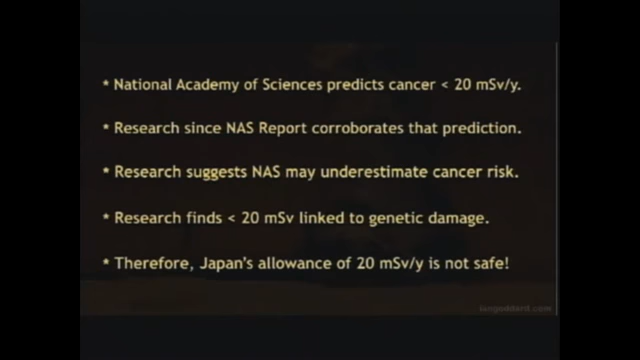 * National Academy of Sciences predicts cancer < 20 mSv/y.
* Research since NAS Report corroborates that prediction.
* Research suggests NAS may underestimate cancer risk.
* Research finds < 20 mSv linked to genetic damage.
* Therefore, Japan's allowance of 20 mSv/y is not safe!
iangoddard.com